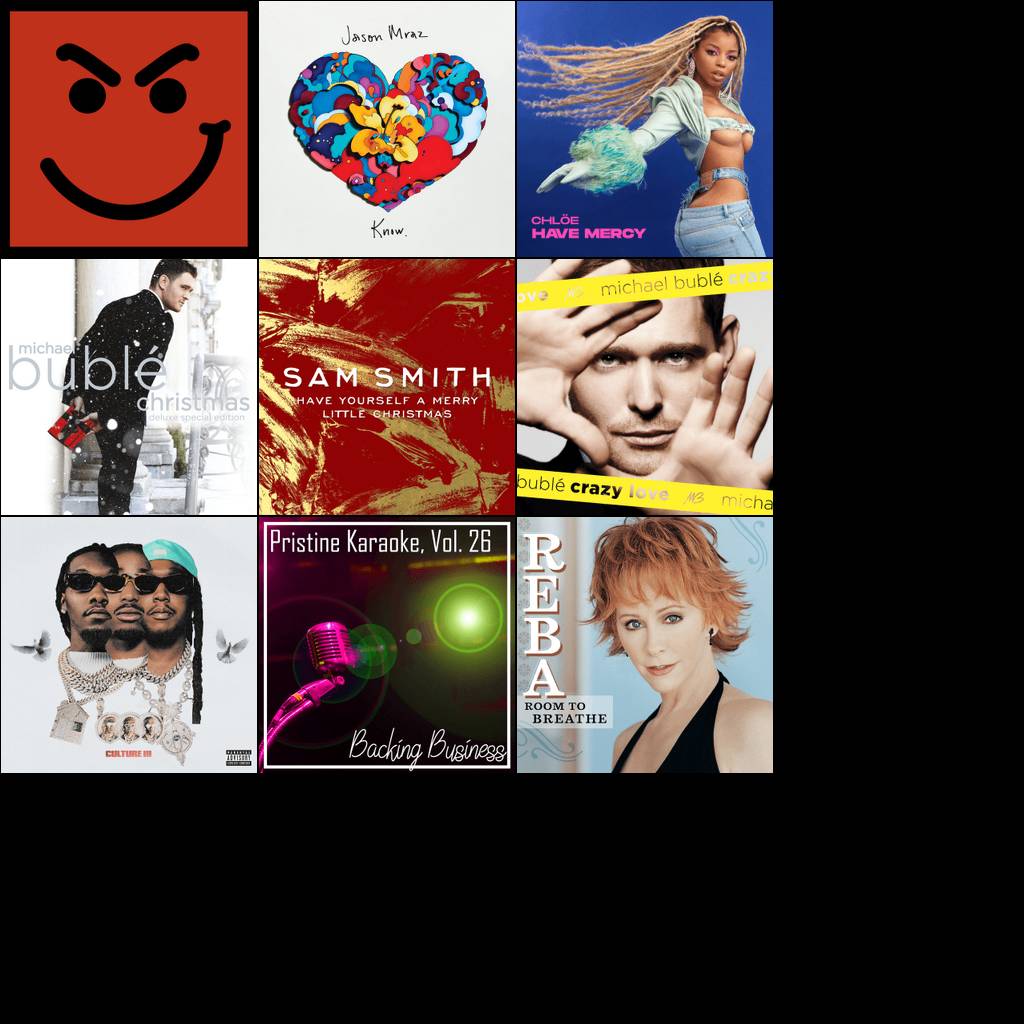 Jason Mraz
Know.
CHLÖE
HAVE MERCY
michael
bublé
christmas
deluxe special edition
SAM SMITH
HAVE YOURSELF A MERRY
LITTLE CHRISTMAS
ove MB michael bublé craz
bublé crazy love MB micha
CULTURE III
PARENTAL
ADVISORY
EXPLICIT CONTENT
Pristine Karaoke, Vol. 26
Backing Business
REBA
ROOM TO
BREATHE